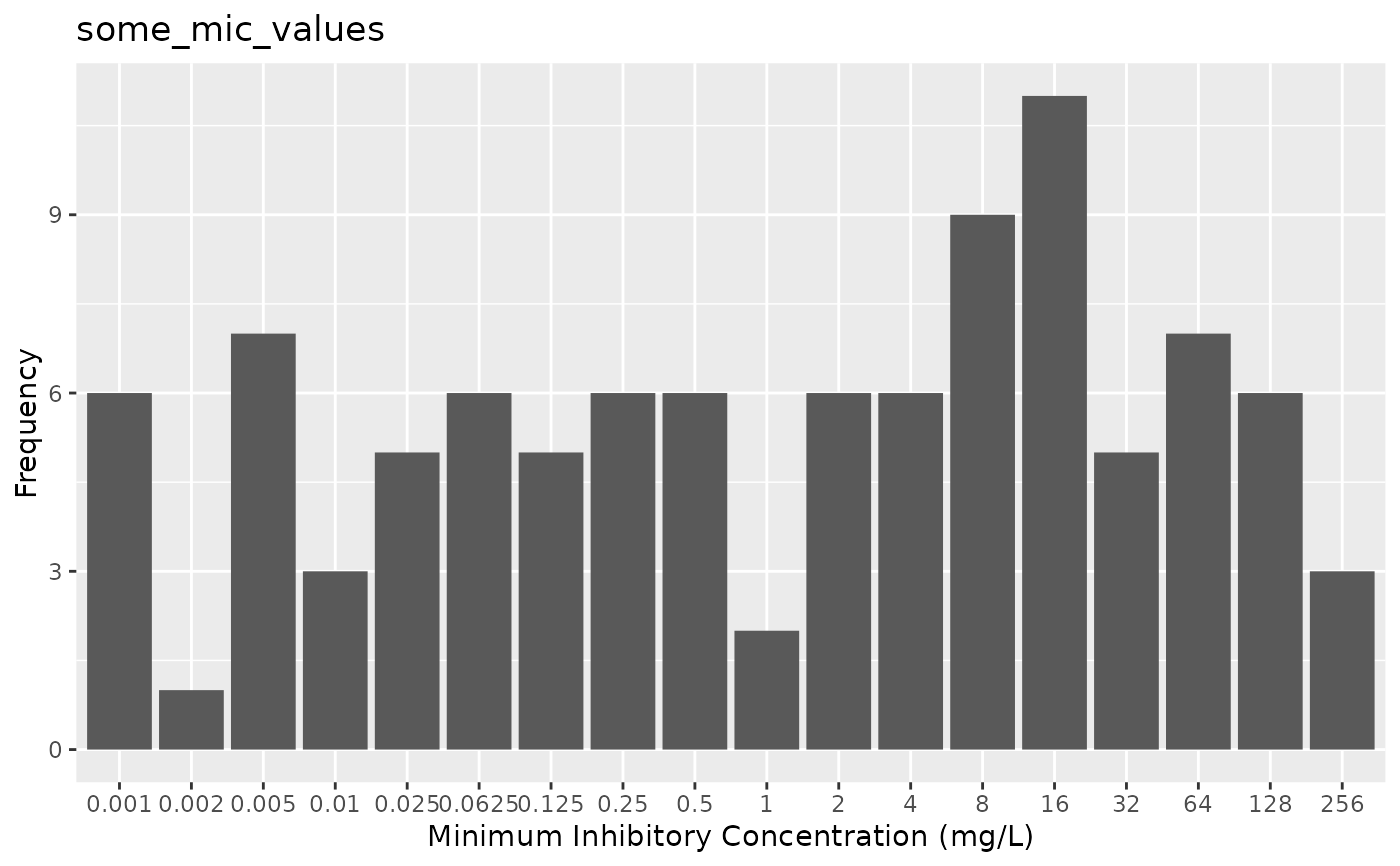 some_mic_values
Frequency
9
6
3
0
0.001 0.002 0.005 0.01 0.025 0.0625 0.125 0.25 0.5 1 2 4 8 16 32 64 128 256
Minimum Inhibitory Concentration (mg/L)